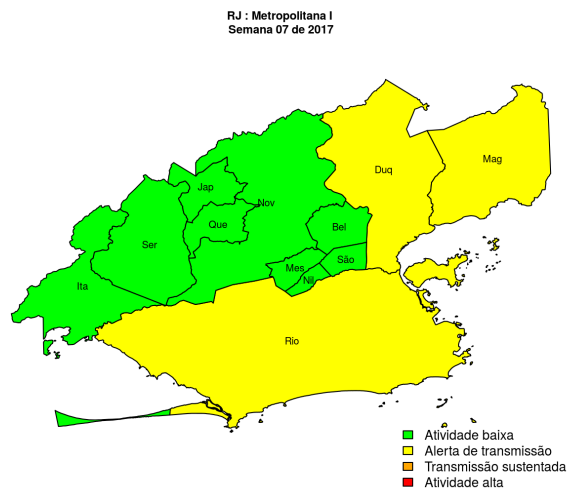 RJ : Metropolitana I
Semana 07 de 2017
Duq
Mag
Jap
Nov
Que
Bel
Ser
São
Mes
Nil
Ita
Rio
Atividade baixa
Alerta de transmissão
Transmissão sustentada
Atividade alta